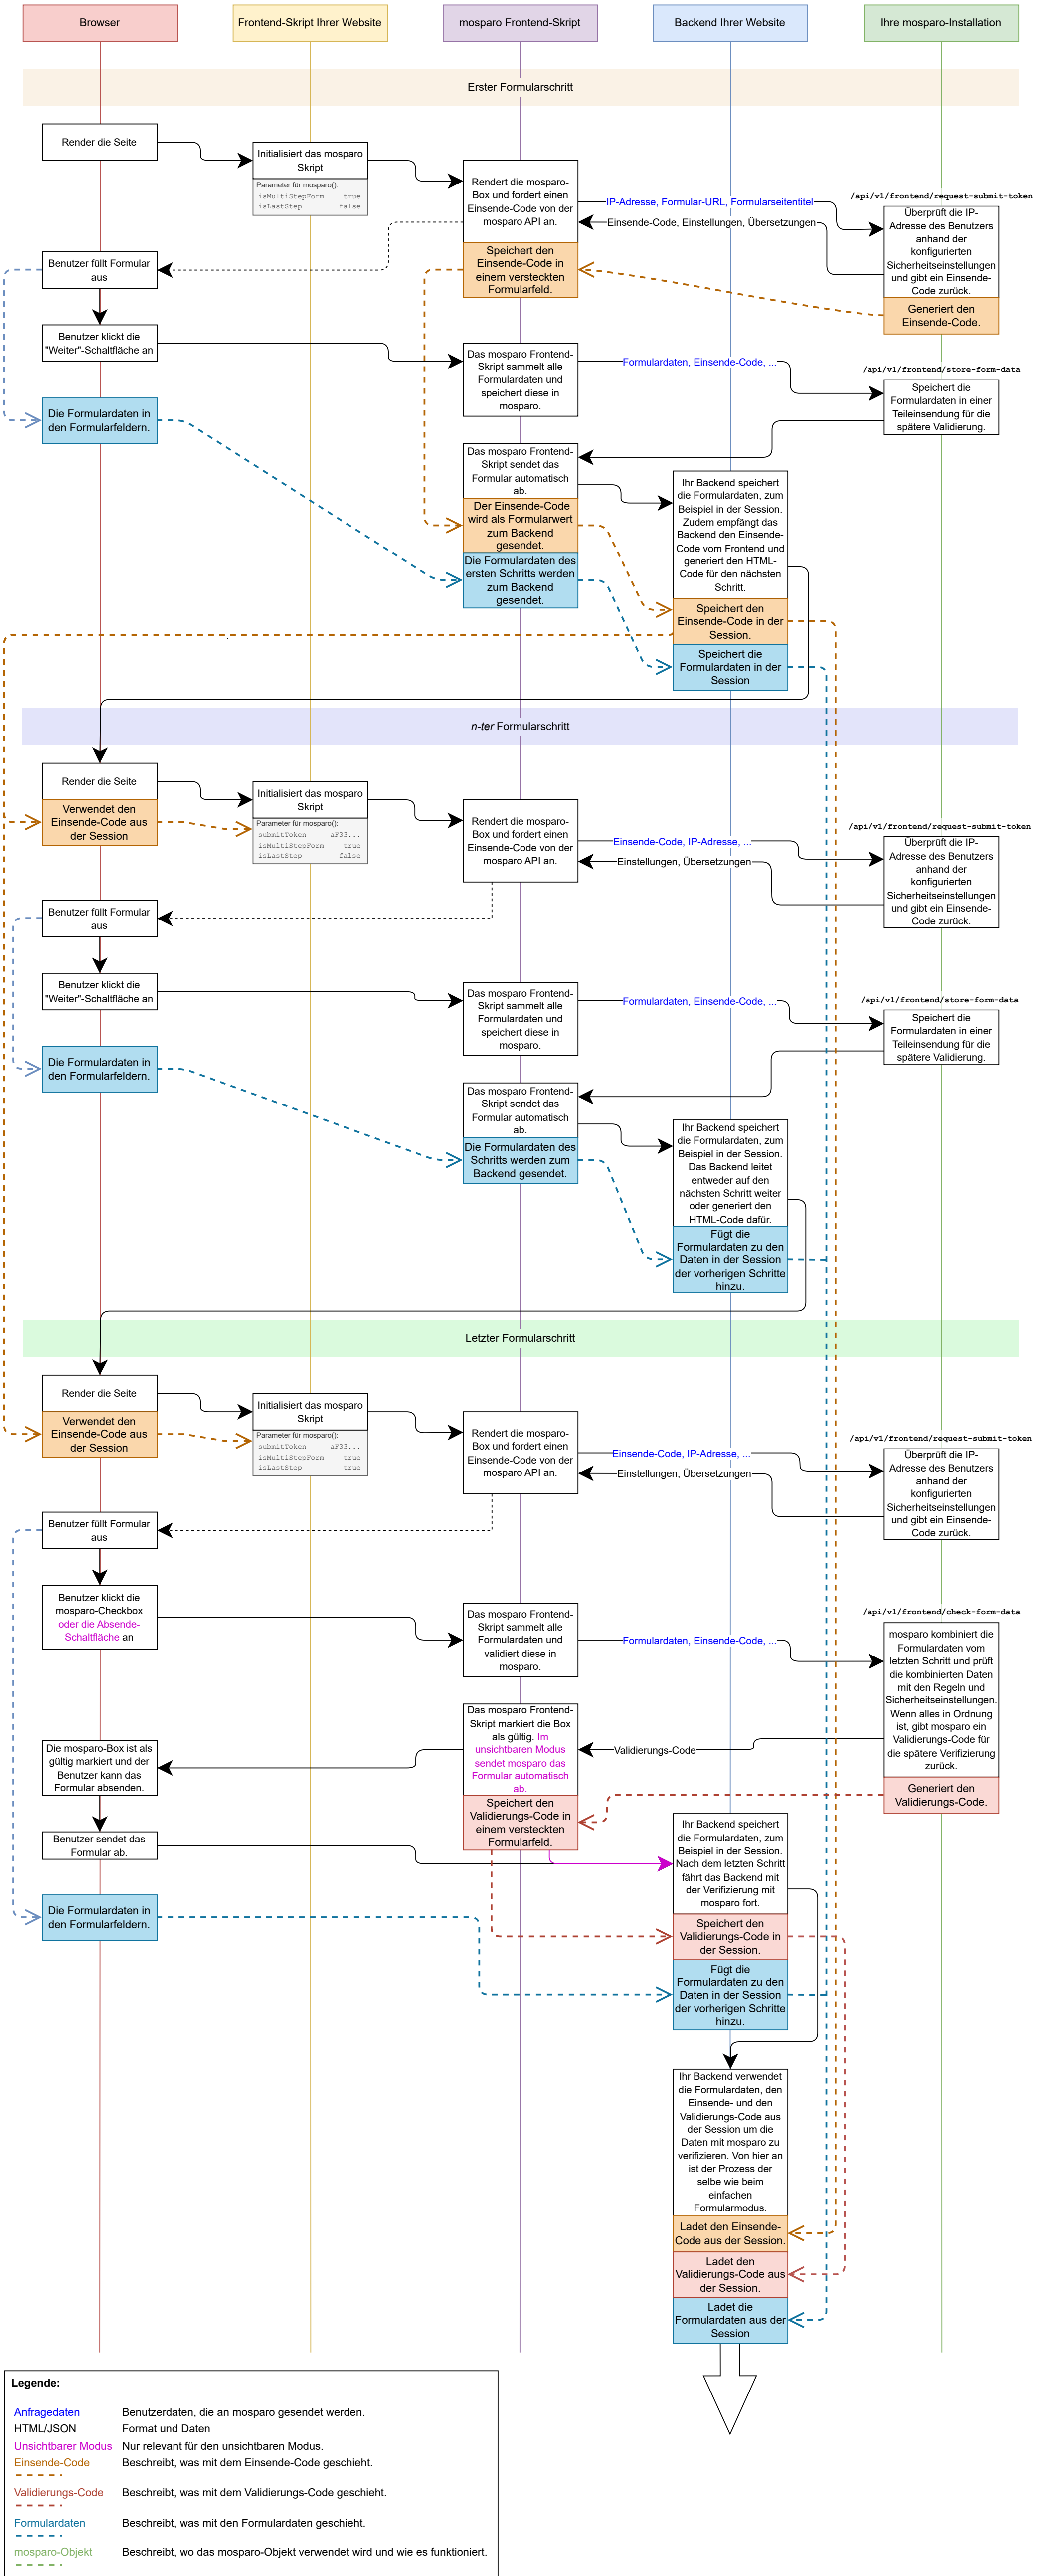 Browser
Frontend-Skript Ihrer Website
mosparo Frontend-Skript
Backend Ihrer Website
Ihre mosparo-Installation
Erster Formularschritt
Render die Seite
Initialisiert das mosparo
Skript
Parameter für mosparo():
isMultiStepForm true
isLastStep false
Rendert die mosparo-
Box und fordert einen
Einsende-Code von der
mosparo API an.
Speichert den
Einsende-Code in
einem versteckten
Formularfeld.
IP-Adresse, Formular-URL, Formularseitentitel
Einsende-Code, Einstellungen, Übersetzungen
/api/v1/frontend/request-submit-token
Überprüft die IP-
Adresse des Benutzers
anhand der
konfigurierten
Sicherheitseinstellungen
und gibt ein Einsende-
Code zurück.
Generiert den
Einsende-Code.
Benutzer füllt Formular
aus
Benutzer klickt die
"Weiter"-Schaltfläche an
Die Formulardaten in
den Formularfeldern.
Das mosparo Frontend-
Skript sammelt alle
Formulardaten und
speichert diese in
mosparo.
Formulardaten, Einsende-Code, ...
/api/v1/frontend/store-form-data
Speichert die
Formulardaten in einer
Teileinsendung für die
spätere Validierung.
Das mosparo Frontend-
Skript sendet das
Formular automatisch
ab.
Der Einsende-Code
wird als Formularwert
zum Backend
gesendet.
Die Formulardaten des
ersten Schritts werden
zum Backend
gesendet.
Ihr Backend speichert
die Formulardaten, zum
Beispiel in der Session.
Zudem empfängt das
Backend den Einsende-
Code vom Frontend und
generiert den HTML-
Code für den nächsten
Schritt.
Speichert den
Einsende-Code in der
Session.
Speichert die
Formulardaten in der
Session
n-ter Formularschritt
Render die Seite
Verwendet den
Einsende-Code aus
der Session
Initialisiert das mosparo
Skript
Parameter für mosparo():
submitToken aF33...
isMultiStepForm true
isLastStep false
Rendert die mosparo-
Box und fordert einen
Einsende-Code von der
mosparo API an.
Einsende-Code, IP-Adresse, ...
Einstellungen, Übersetzungen
/api/v1/frontend/request-submit-token
Überprüft die IP-
Adresse des Benutzers
anhand der
konfigurierten
Sicherheitseinstellungen
und gibt ein Einsende-
Code zurück.
Benutzer füllt Formular
aus
Benutzer klickt die
"Weiter"-Schaltfläche an
Die Formulardaten in
den Formularfeldern.
Das mosparo Frontend-
Skript sammelt alle
Formulardaten und
speichert diese in
mosparo.
Formulardaten, Einsende-Code, ...
/api/v1/frontend/store-form-data
Speichert die
Formulardaten in einer
Teileinsendung für die
spätere Validierung.
Das mosparo Frontend-
Skript sendet das
Formular automatisch
ab.
Die Formulardaten des
Schritts werden zum
Backend gesendet.
Ihr Backend speichert
die Formulardaten, zum
Beispiel in der Session.
Das Backend leitet
entweder auf den
nächsten Schritt weiter
oder generiert den
HTML-Code dafür.
Fügt die
Formulardaten zu den
Daten in der Session
der vorherigen Schritte
hinzu.
Letzter Formularschritt
Render die Seite
Verwendet den
Einsende-Code aus
der Session
Initialisiert das mosparo
Skript
Parameter für mosparo():
submitToken aF33...
isMultiStepForm true
isLastStep true
Rendert die mosparo-
Box und fordert einen
Einsende-Code von der
mosparo API an.
Einsende-Code, IP-Adresse, ...
Einstellungen, Übersetzungen
/api/v1/frontend/request-submit-token
Überprüft die IP-
Adresse des Benutzers
anhand der
konfigurierten
Sicherheitseinstellungen
und gibt ein Einsende-
Code zurück.
Benutzer füllt Formular
aus
Benutzer klickt die
mosparo-Checkbox
oder die Absende-
Schaltfläche an
Das mosparo Frontend-
Skript sammelt alle
Formulardaten und
validiert diese in
mosparo.
Formulardaten, Einsende-Code, ...
/api/v1/frontend/check-form-data
mosparo kombiniert die
Formulardaten vom
letzten Schritt und prüft
die kombinierten Daten
mit den Regeln und
Sicherheitseinstellungen.
Wenn alles in Ordnung
ist, gibt mosparo ein
Validierungs-Code für
die spätere Verifizierung
zurück.
Generiert den
Validierungs-Code.
Validierungs-Code
Das mosparo Frontend-
Skript markiert die Box
als gültig. Im
unsichtbaren Modus
sendet mosparo das
Formular automatisch
ab.
Speichert den
Validierungs-Code in
einem versteckten
Formularfeld.
Die mosparo-Box ist als
gültig markiert und der
Benutzer kann das
Formular absenden.
Benutzer sendet das
Formular ab.
Die Formulardaten in
den Formularfeldern.
Ihr Backend speichert
die Formulardaten, zum
Beispiel in der Session.
Nach dem letzten Schritt
fährt das Backend mit
der Verifizierung mit
mosparo fort.
Speichert den
Validierungs-Code in
der Session.
Fügt die
Formulardaten zu den
Daten in der Session
der vorherigen Schritte
hinzu.
Ihr Backend verwendet
die Formulardaten, den
Einsende- und den
Validierungs-Code aus
der Session um die
Daten mit mosparo zu
verifizieren. Von hier an
ist der Prozess der
selbe wie beim
einfachen
Formularmodus.
Ladet den Einsende-
Code aus der Session.
Ladet den
Validierungs-Code aus
der Session.
Ladet die
Formulardaten aus der
Session
Legende:
Anfragedaten Benutzerdaten, die an mosparo gesendet werden.
HTML/JSON Format und Daten
Unsichtbarer Modus Nur relevant für den unsichtbaren Modus.
Einsende-Code Beschreibt, was mit dem Einsende-Code geschieht.
Validierungs-Code Beschreibt, was mit dem Validierungs-Code geschieht.
Formulardaten Beschreibt, was mit den Formulardaten geschieht.
mosparo-Objekt Beschreibt, wo das mosparo-Objekt verwendet wird und wie es funktioniert.